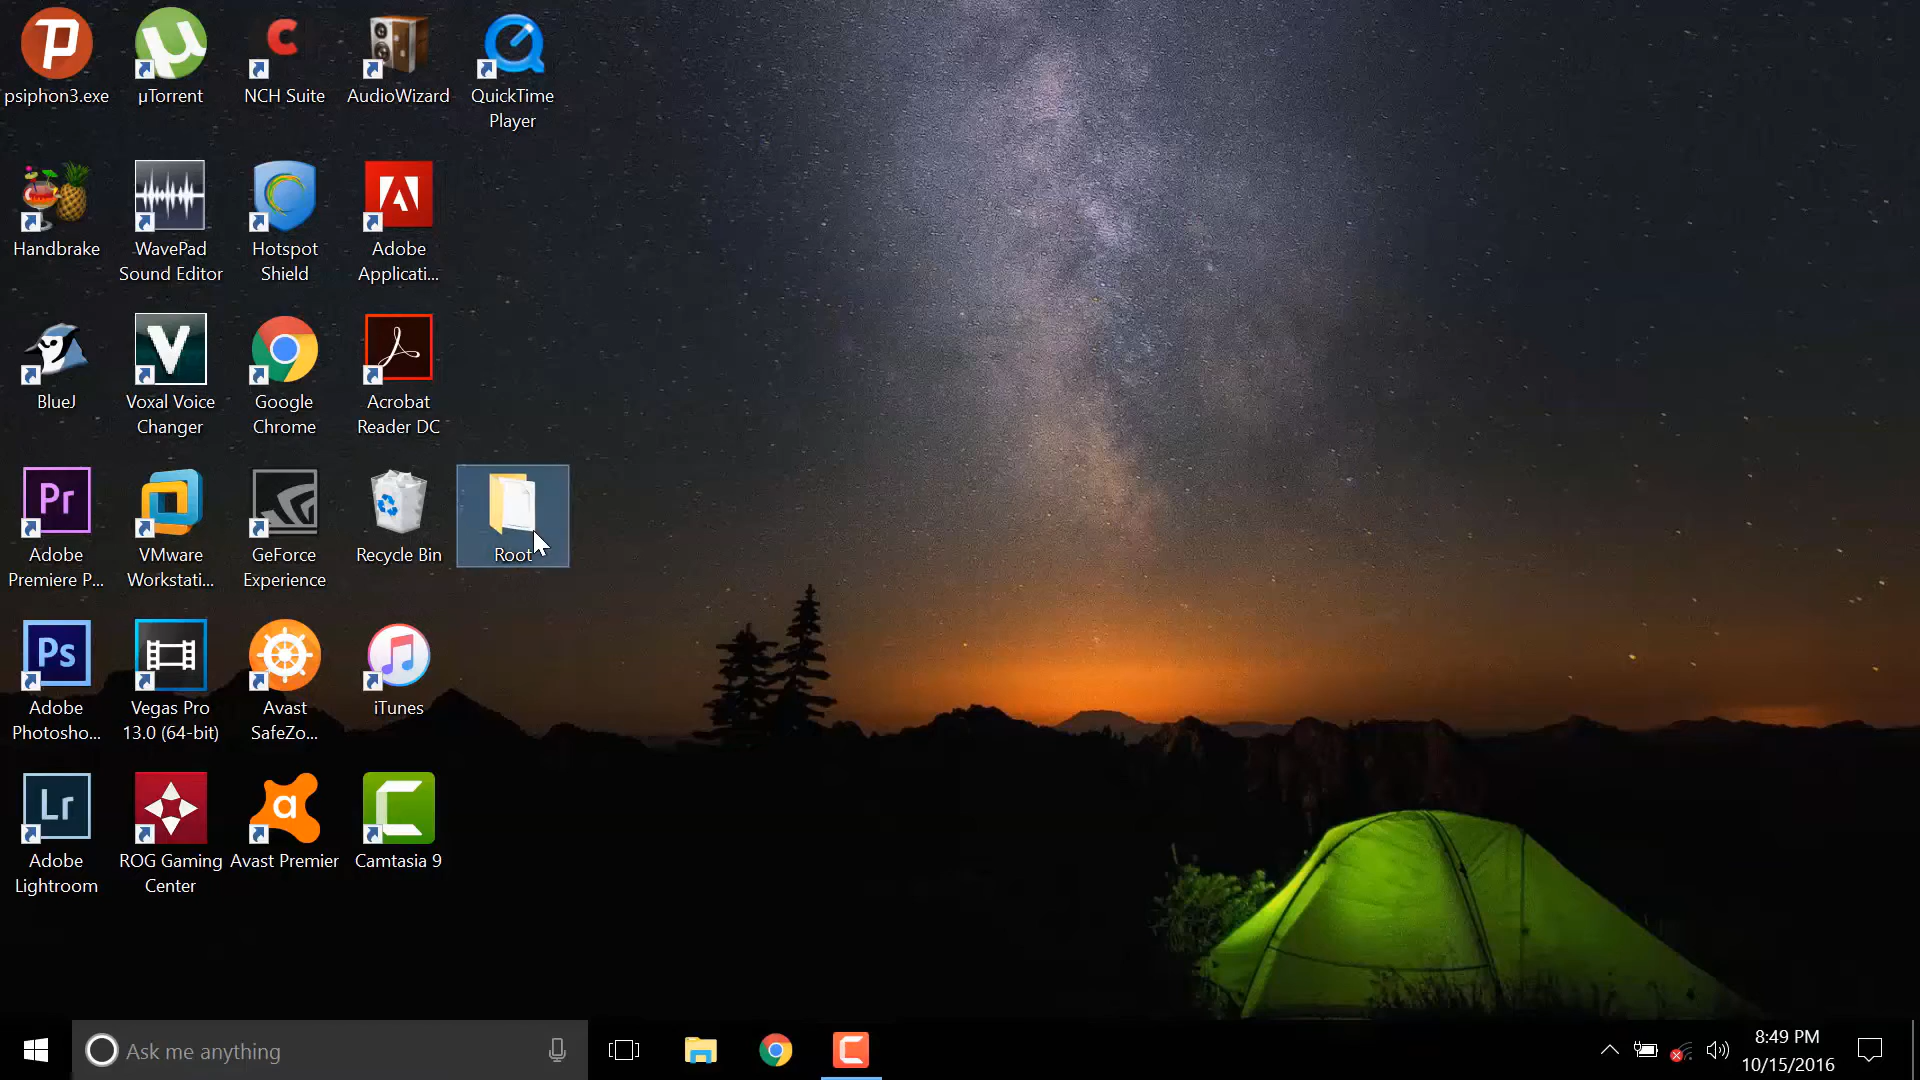 psiphon3.exe
µTorrent
NCH Suite
AudioWizard
QuickTime
Player
Handbrake
WavePad
Sound Editor
Hotspot
Shield
Adobe
Applicati...
BlueJ
Voxal Voice
Changer
Google
Chrome
Acrobat
Reader DC
Pr
Adobe
Premiere P...
VMware
Workstati...
GeForce
Experience
Recycle Bin
Root
Ps
Adobe
Photosho...
Vegas Pro
13.0 (64-bit)
Avast
SafeZo...
iTunes
Lr
Adobe
Lightroom
ROG Gaming
Center
Avast Premier
Camtasia 9
Ask me anything
8:49 PM
10/15/2016